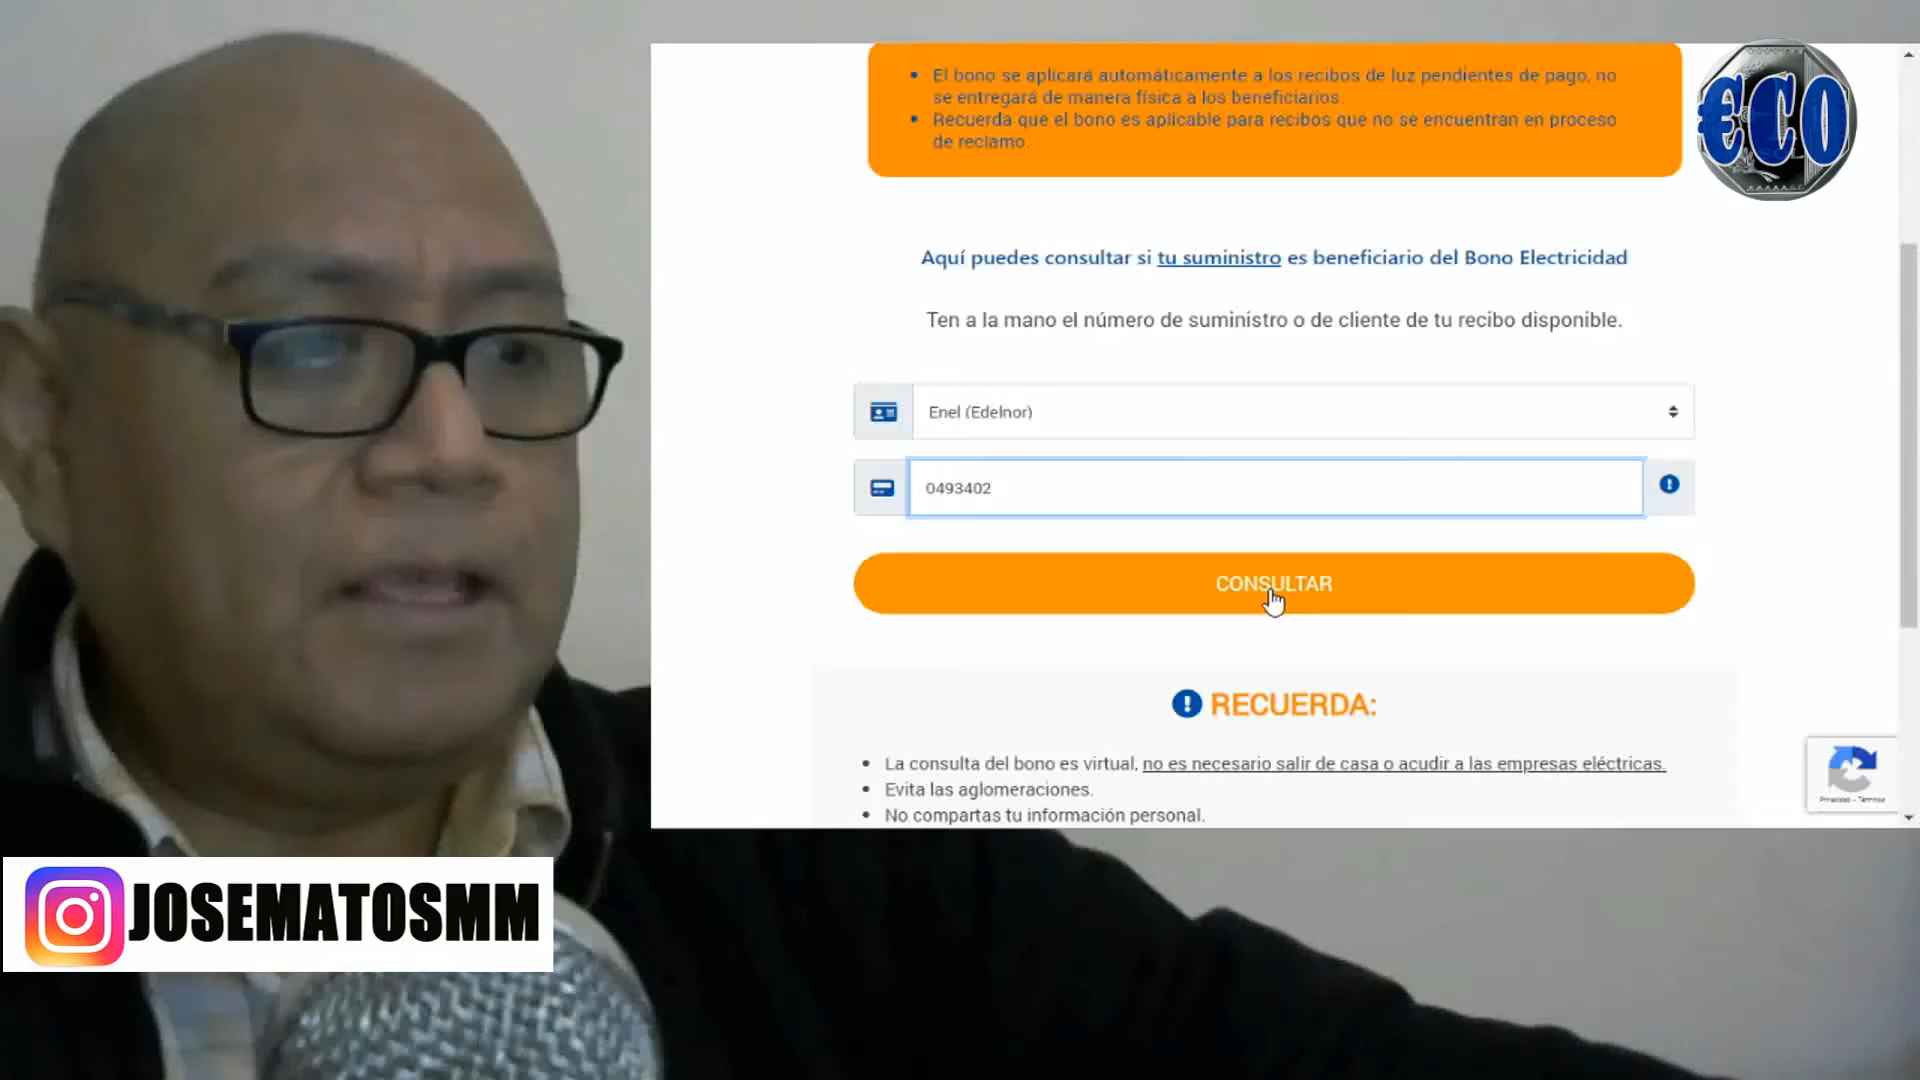 El bono se aplicará automáticamente a los recibos de luz pendientes de pago, no
se entregará de manera física a los beneficiarios.
Recuerda que el bono es aplicable para recibos que no se encuentran en proceso
de reclamo.
€CO
Aquí puedes consultar si tu suministro es beneficiario del Bono Electricidad
Ten a la mano el número de suministro o de cliente de tu recibo disponible.
Enel (Edelnor)
0493402
CONSULTAR
RECUERDA:
La consulta del bono es virtual, no es necesario salir de casa o acudir a las empresas eléctricas.
Evita las aglomeraciones.
No compartas tu información personal.
Privacidad - Términos
JOSEMATOSMM